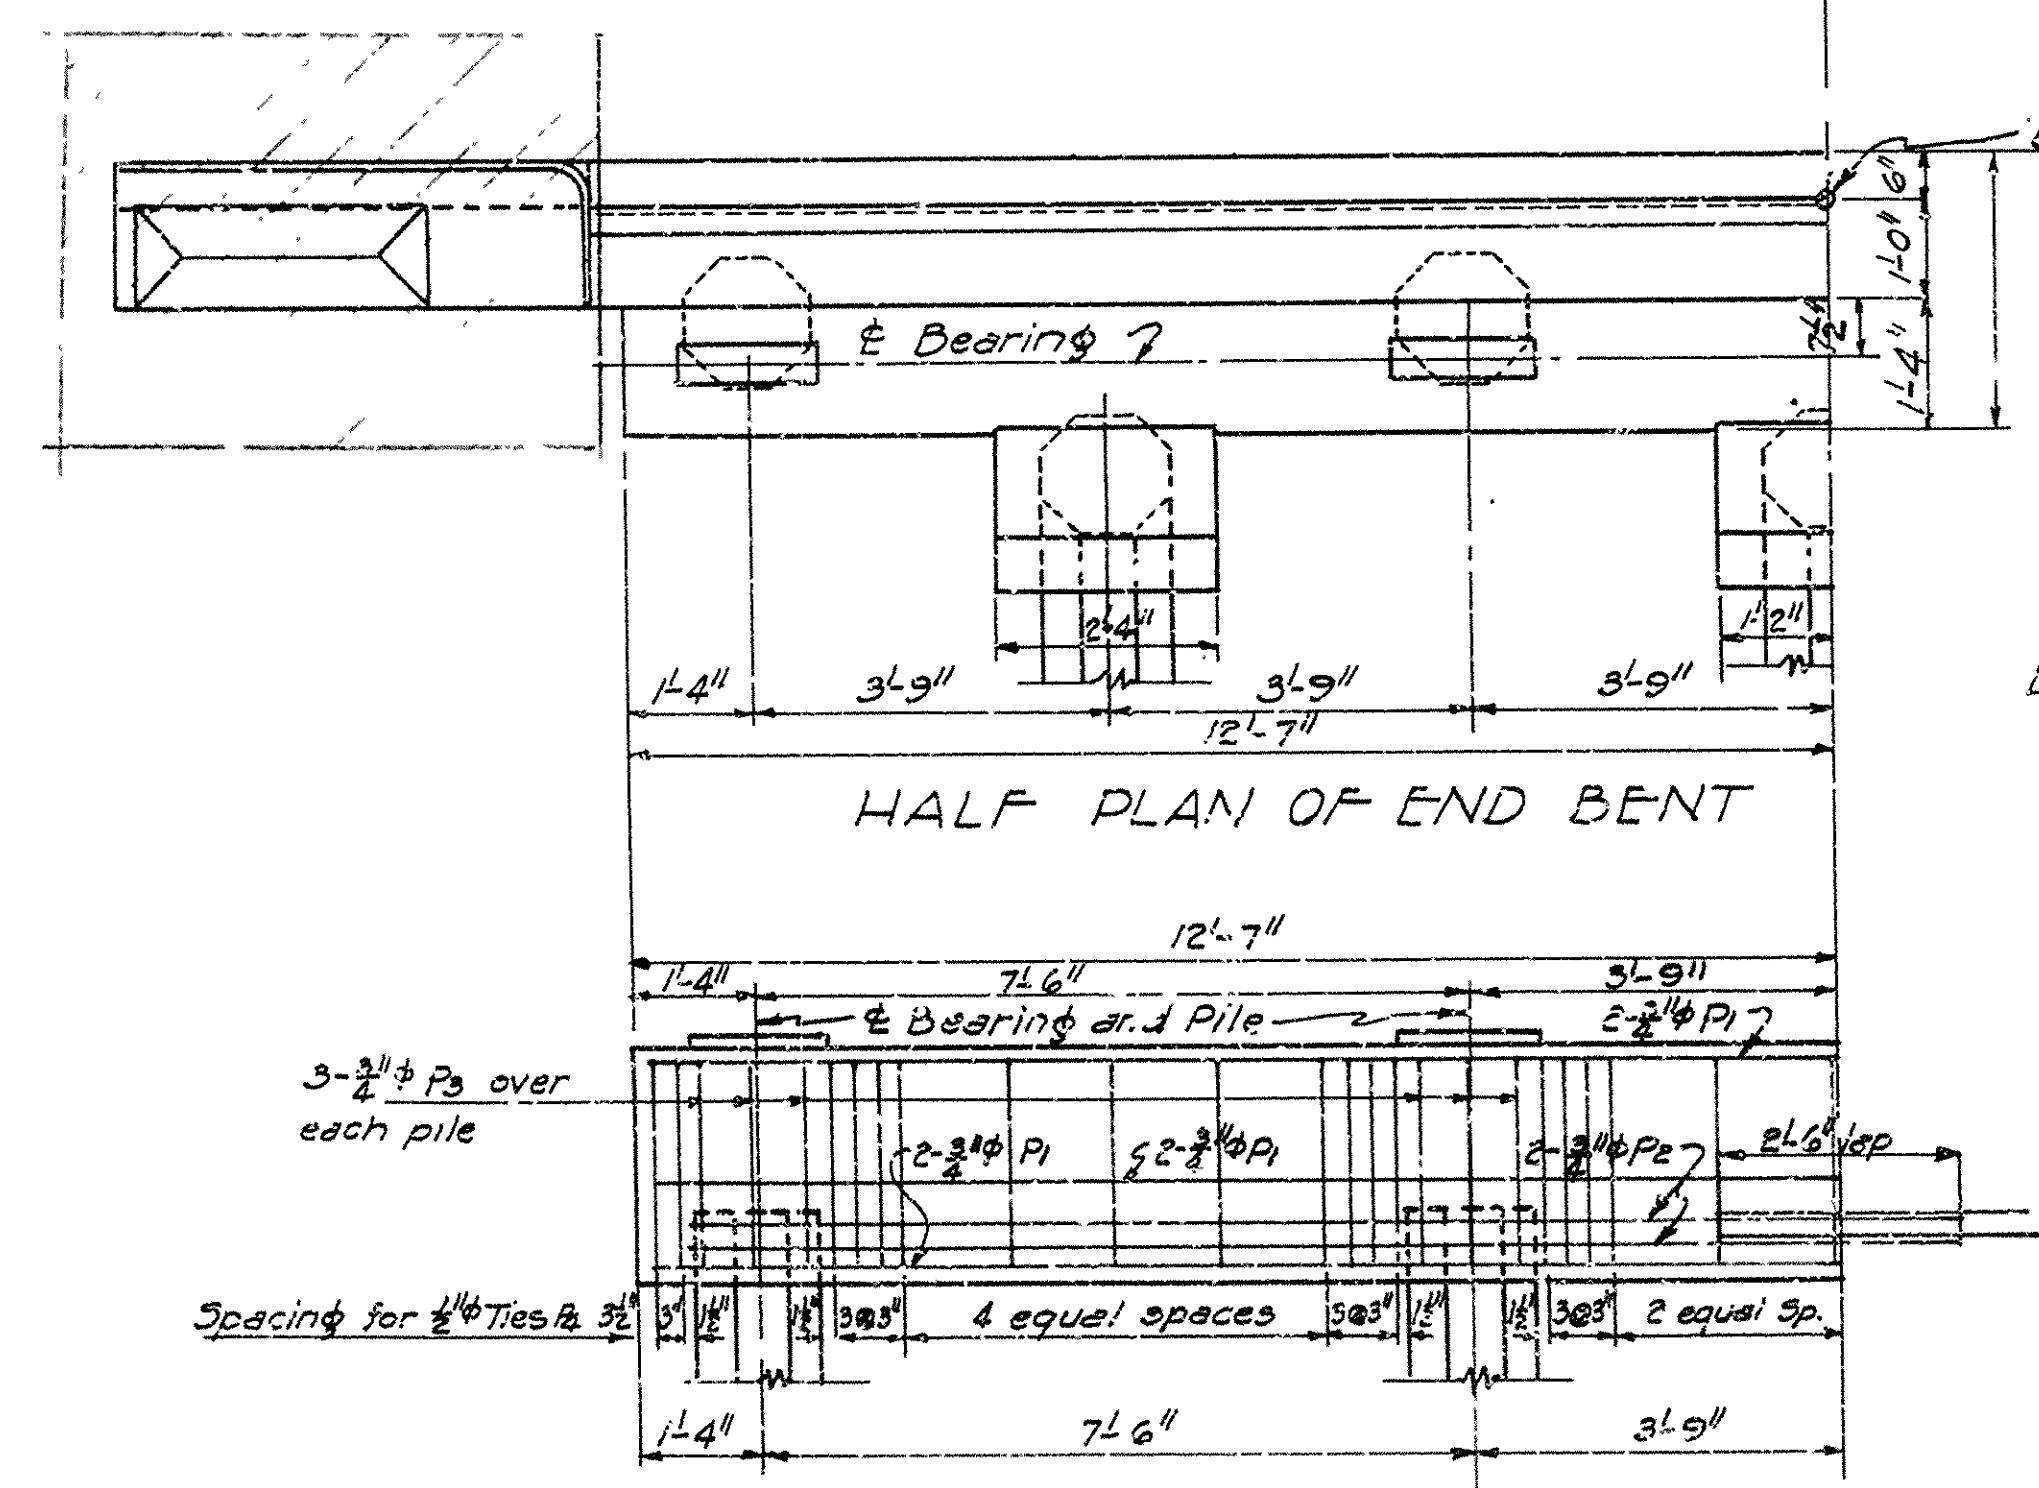 6"
1'-0"
℄ Bearing
7 1/2"
1'-4"
2'-4"
1'-2"
1'-4" 3'-9" 3'-9" 3'-9"
12'-7"
HALF PLAN OF END BENT
12'-7"
1'-4" 7'-6" 3'-9"
℄ Bearing and Pile
2-3/4"ϕ P1
3-3/4"ϕ P3 over
each pile
2-3/4"ϕ P1 2-3/4"ϕ P1 2-3/4"ϕ P2 2'-6" lap
Spacing for 1/2"ϕ Ties P4 3 1/2" 3" 1 1/2" 1 1/2" 3@3" 4 equal spaces 3@3" 1 1/2" 1 1/2" 3@3" 2 equal Sp.
1'-4" 7'-6" 3'-9"